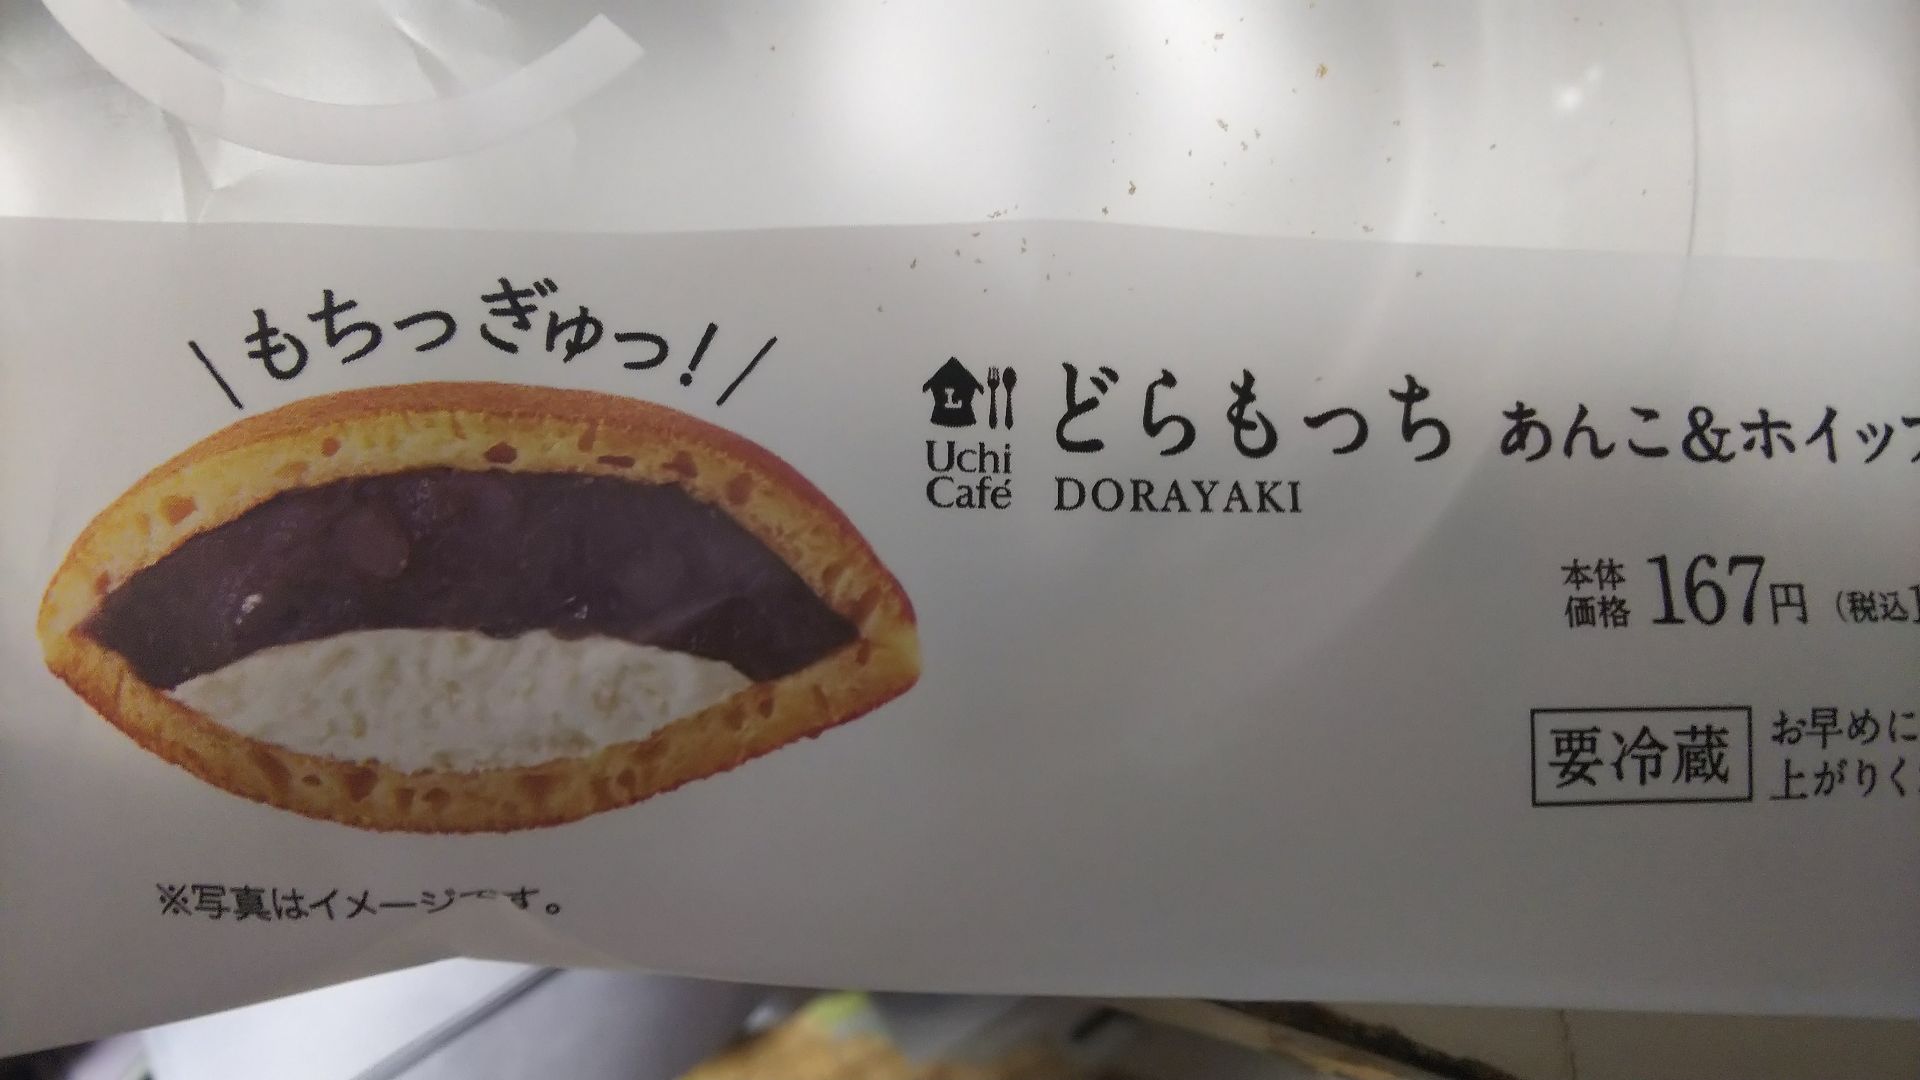 もちっぎゅっ!
Uchi
Café
どらもっち あんこ&ホイッ
DORAYAKI
本体
価格 167円 (税込
要冷蔵
お早めに
上がりく
※写真はイメージです。